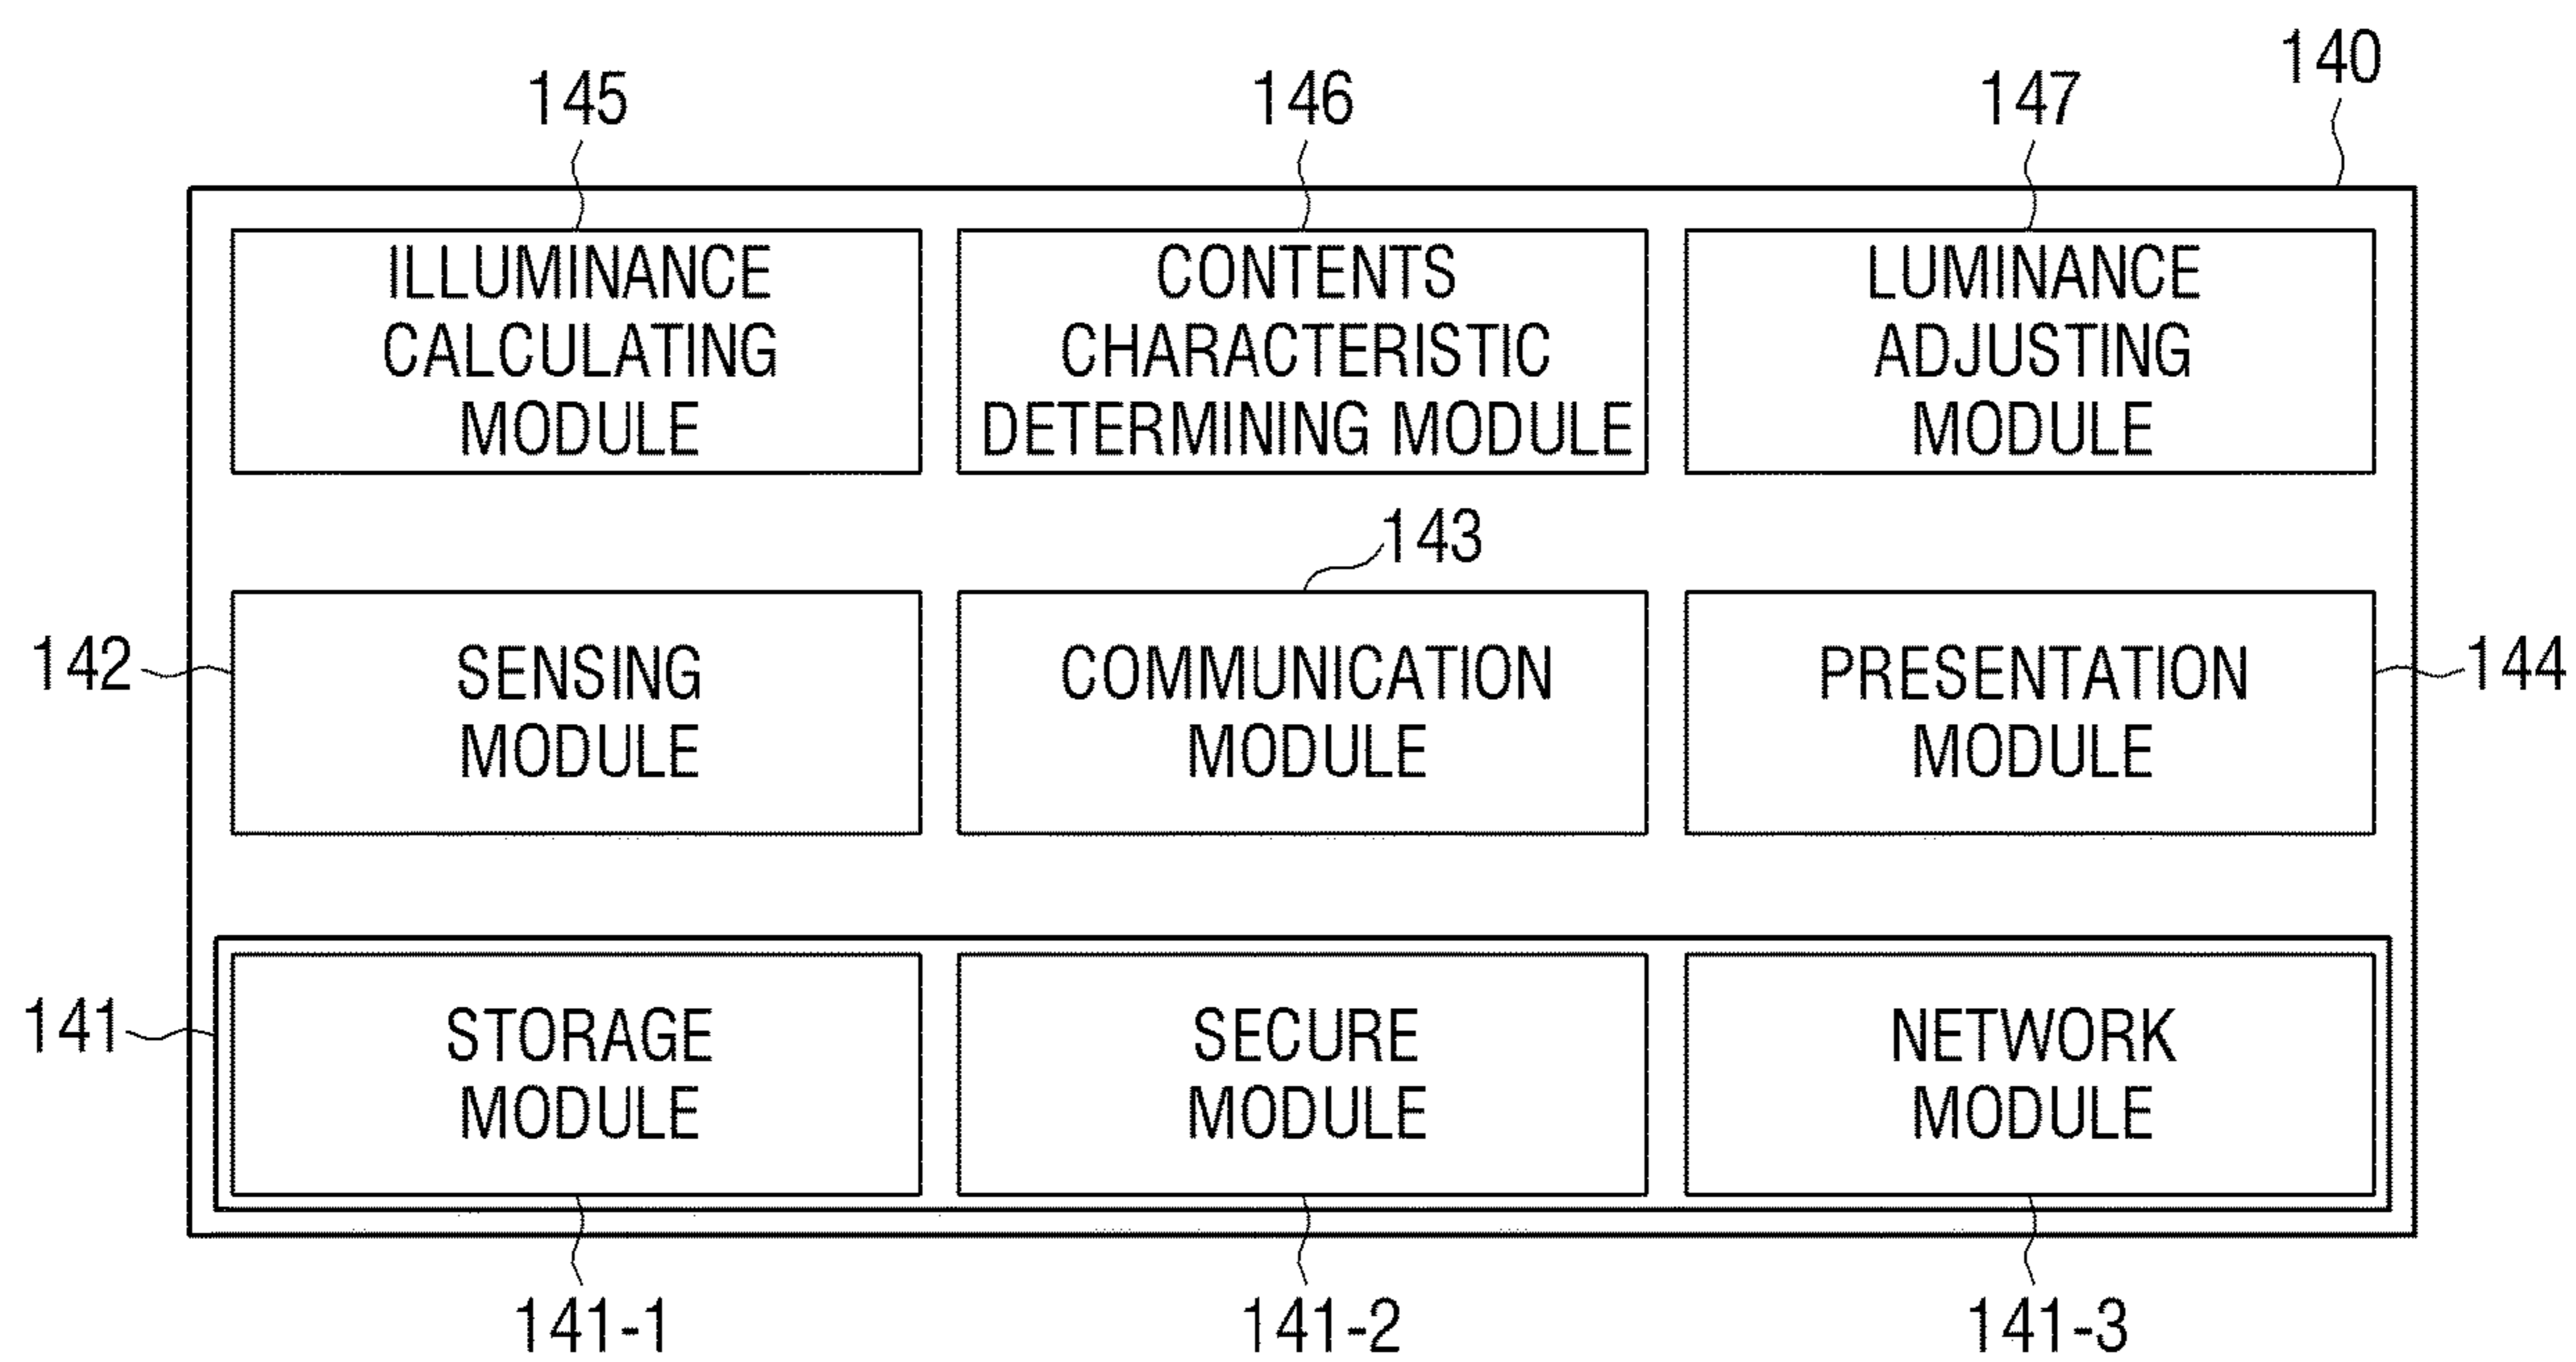 140
145
146
147
ILLUMINANCE
CALCULATING
MODULE
CONTENTS
CHARACTERISTIC
DETERMINING MODULE
LUMINANCE
ADJUSTING
MODULE
143
142
SENSING
MODULE
COMMUNICATION
MODULE
PRESENTATION
MODULE
144
141
STORAGE
MODULE
SECURE
MODULE
NETWORK
MODULE
141-1
141-2
141-3